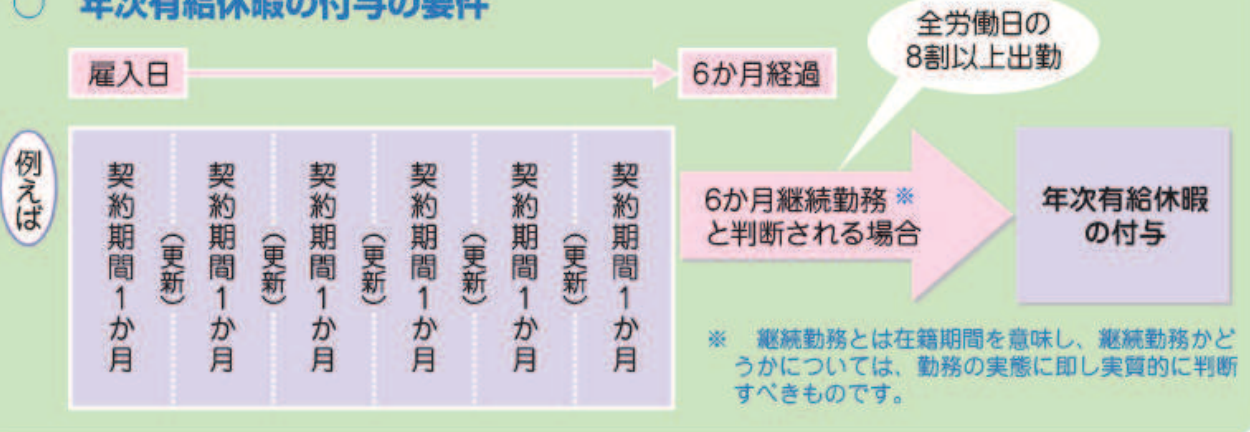 ○ 年次有給休暇の付与の要件
雇入日
6か月経過
全労働日の
8割以上出勤
例えば
契約期間1か月
(更新)
契約期間1か月
(更新)
契約期間1か月
(更新)
契約期間1か月
(更新)
契約期間1か月
(更新)
契約期間1か月
6か月継続勤務※
と判断される場合
年次有給休暇
の付与
※ 継続勤務とは在籍期間を意味し、継続勤務かど
うかについては、勤務の実態に即し実質的に判断
すべきものです。